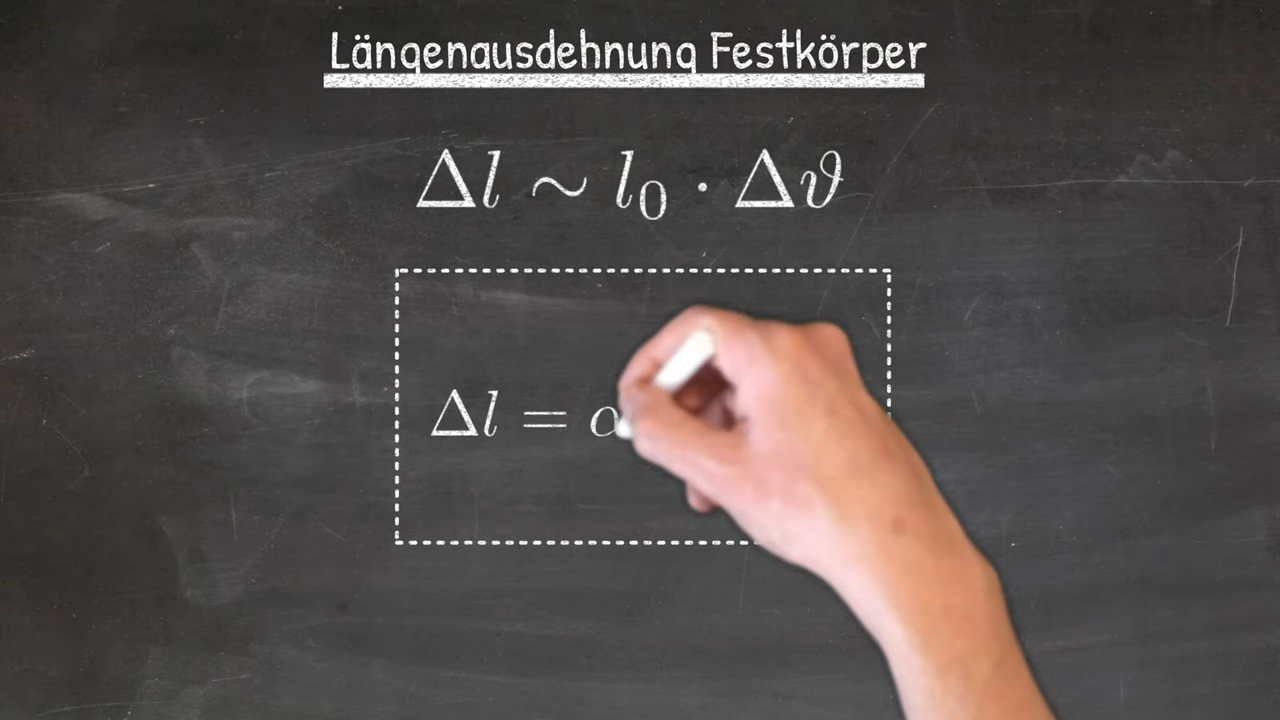 Längenausdehnung Festkörper
Δl ~ l₀ · Δϑ
Δl = α